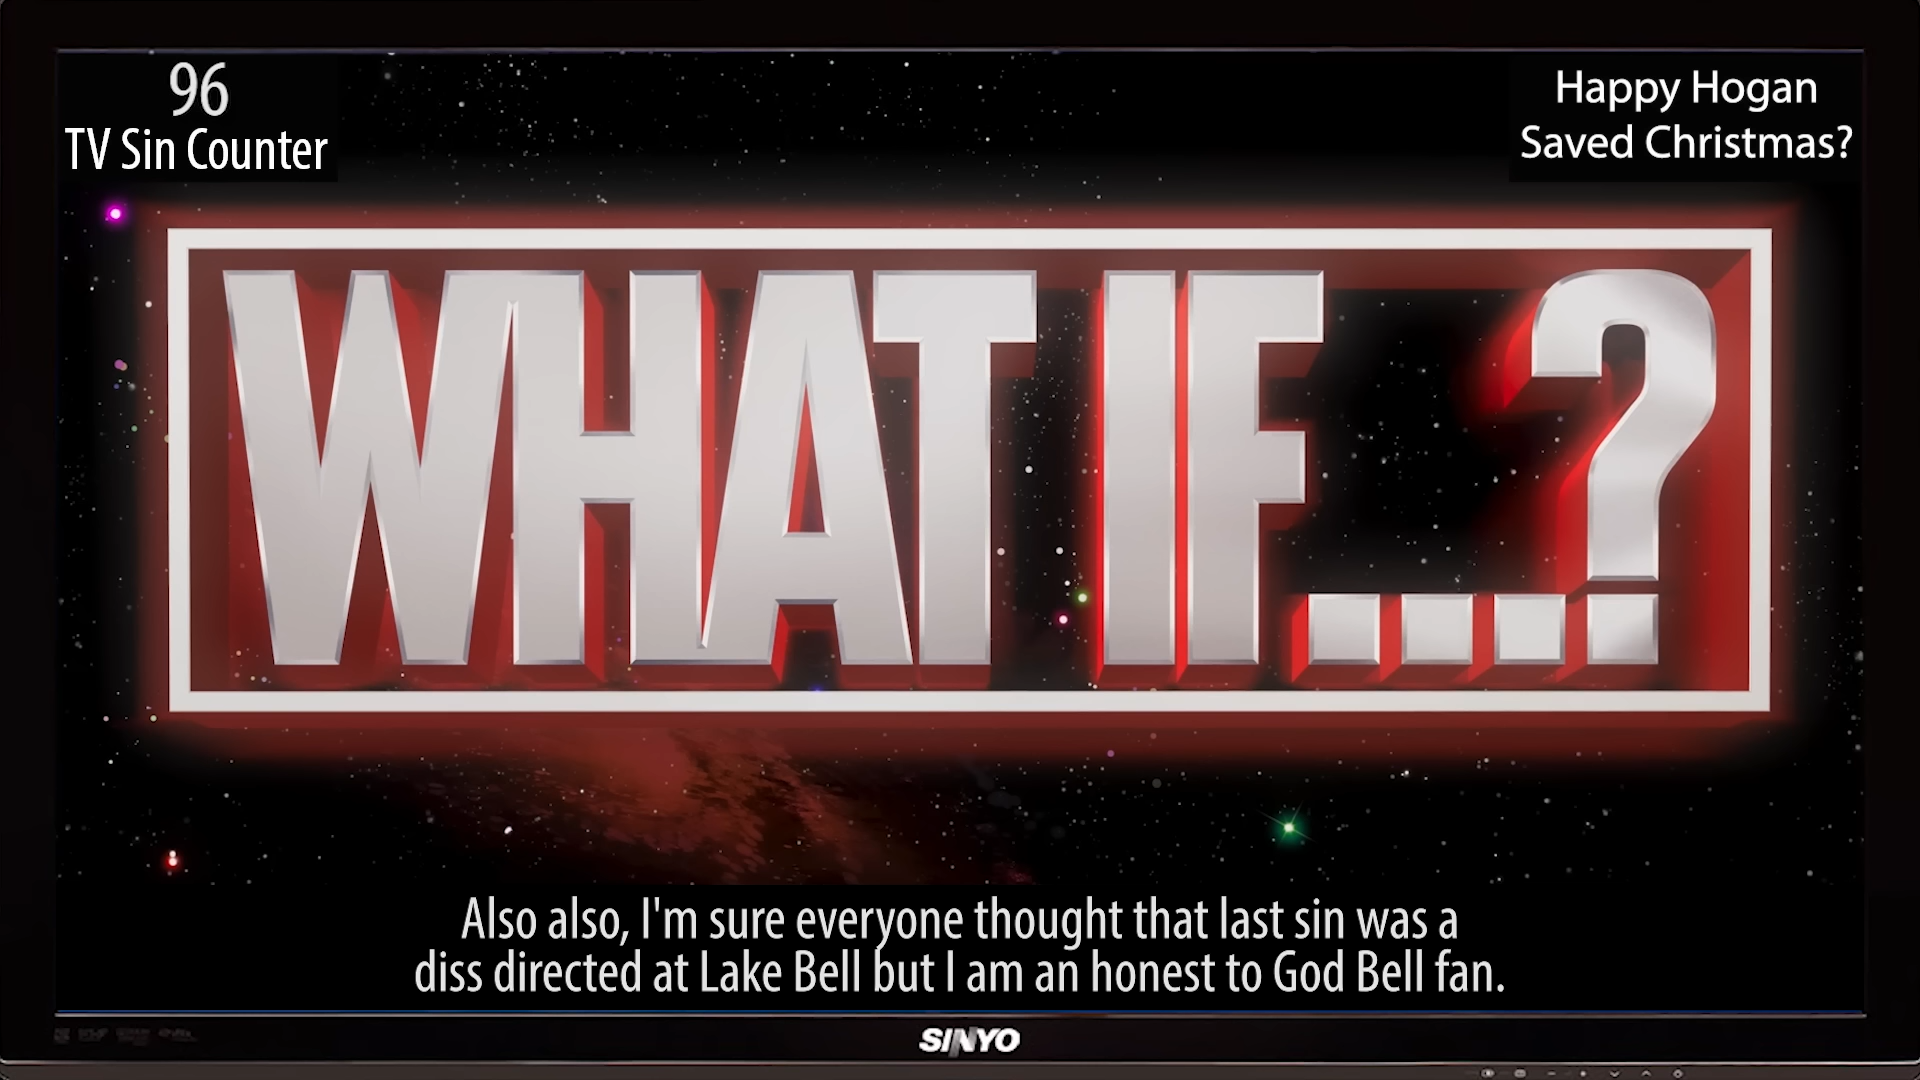 96
TV Sin Counter
Happy Hogan
Saved Christmas?
WHAT IF...?
Also also, I'm sure everyone thought that last sin was a
diss directed at Lake Bell but I am an honest to God Bell fan.
SINYO